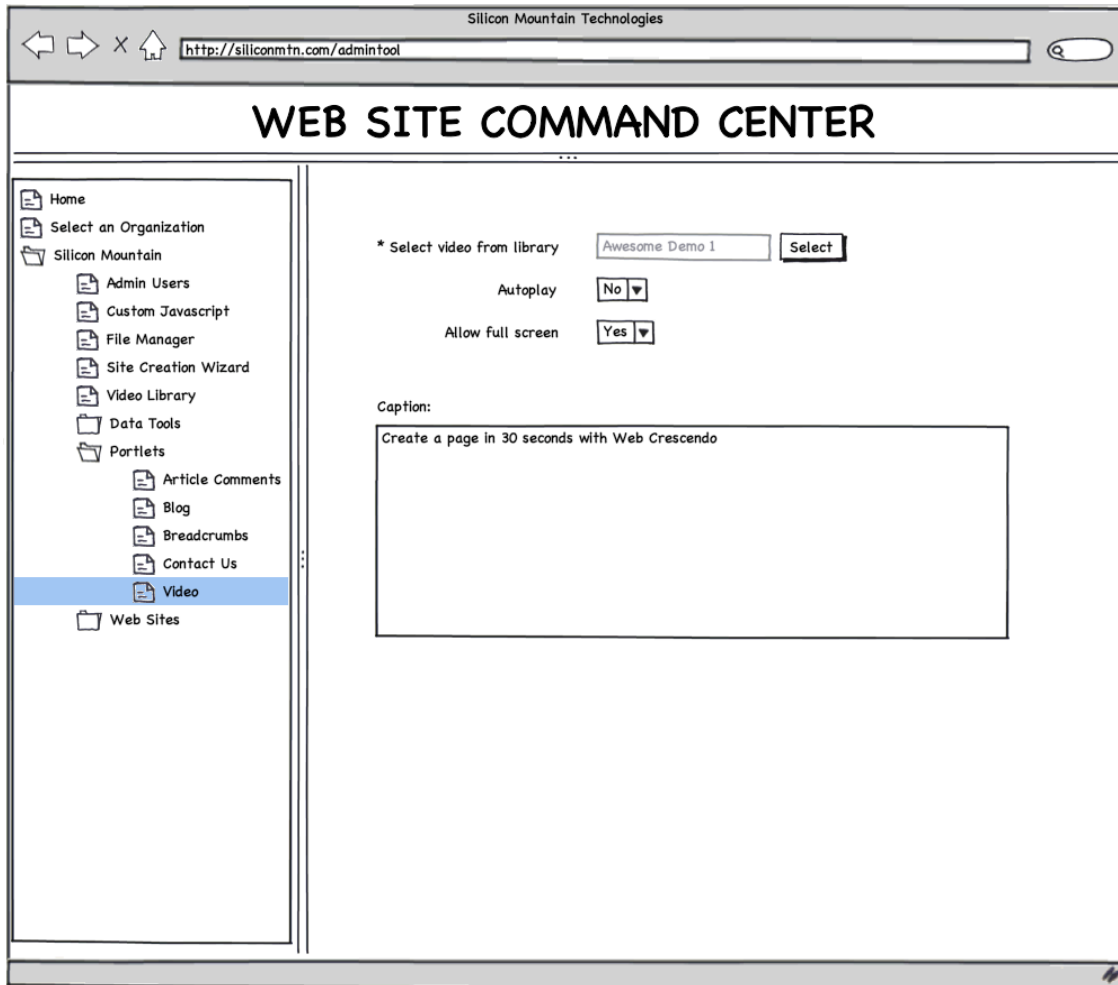 Silicon Mountain Technologies
http://siliconmtn.com/admintool
WEB SITE COMMAND CENTER
Home
Select an Organization
Silicon Mountain
Admin Users
Custom Javascript
File Manager
Site Creation Wizard
Video Library
Data Tools
Portlets
Article Comments
Blog
Breadcrumbs
Contact Us
Video
Web Sites
* Select video from library Awesome Demo 1 Select
Autoplay No
Allow full screen Yes
Caption:
Create a page in 30 seconds with Web Crescendo